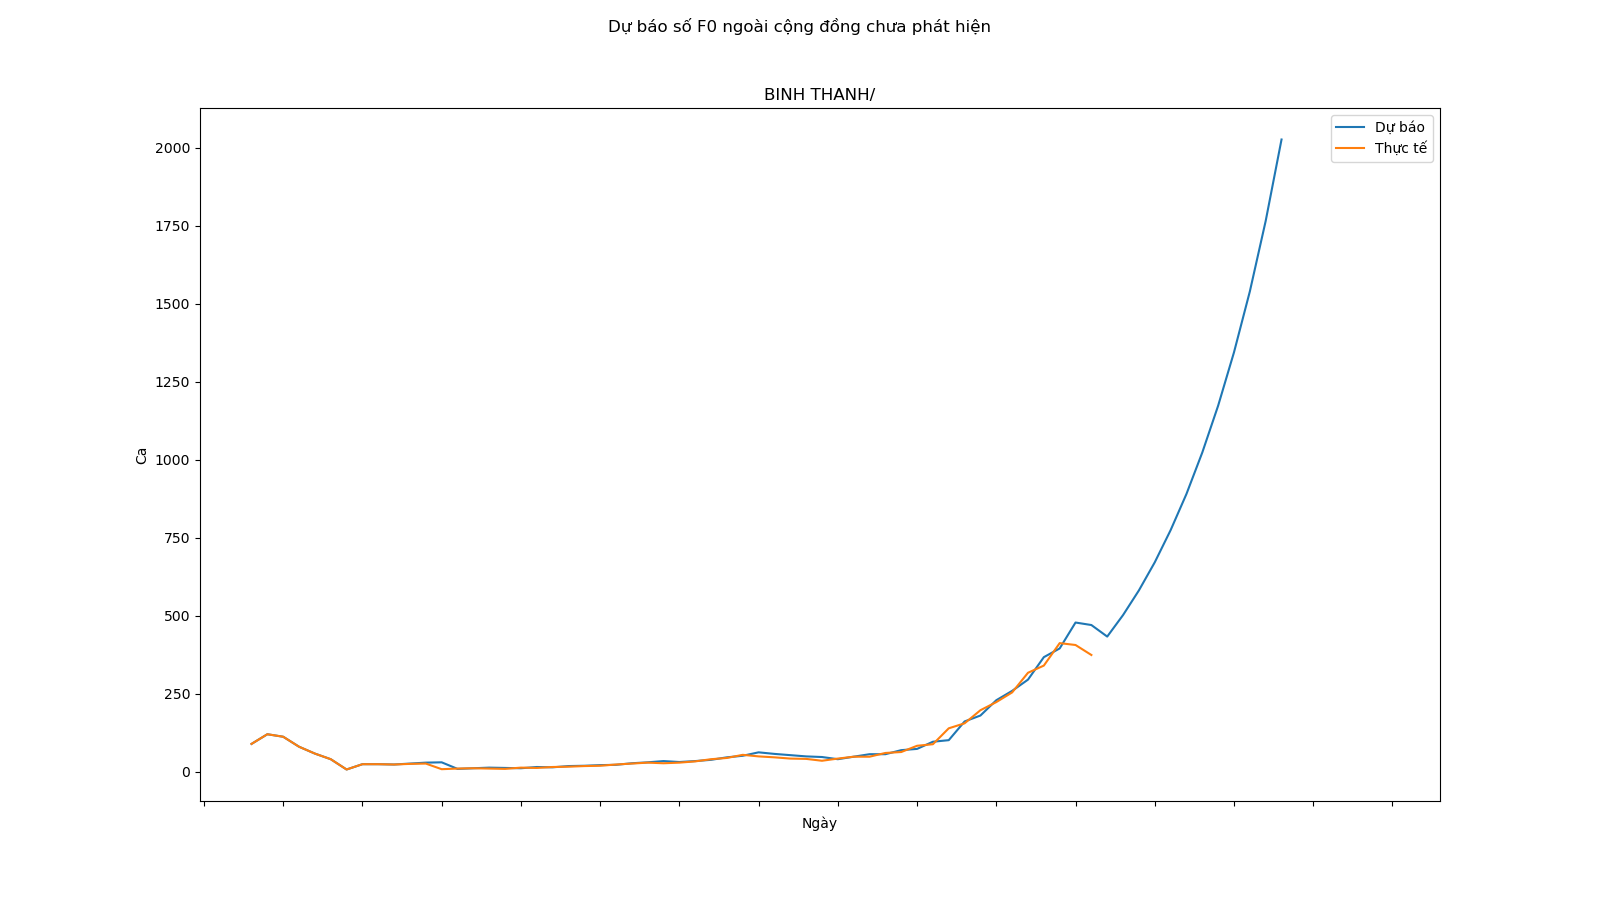 Dự báo số F0 ngoài cộng đồng chưa phát hiện
BINH THANH/
Dự báo
Thực tế
2000
1750
1500
1250
1000
750
500
250
0
Ca
Ngày